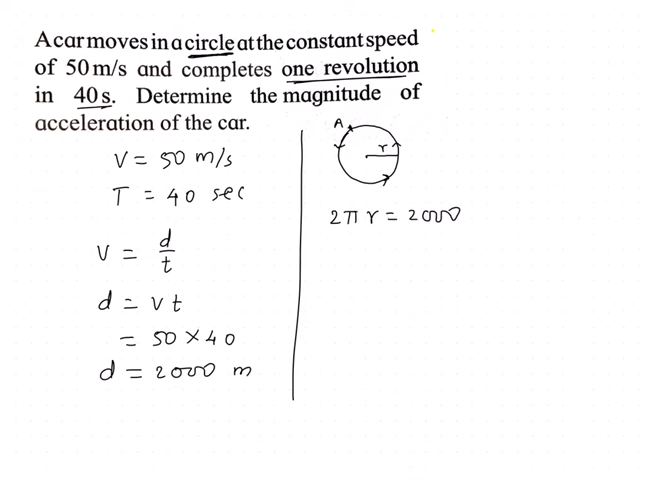 A car moves in a circle at the constant speed
of 50 m/s and completes one revolution
in 40 s. Determine the magnitude of
acceleration of the car.
V = 50 m/s
T = 40 sec
V = d/t
d = vt
= 50 × 40
d = 2000 m
A
r
2πr = 2000